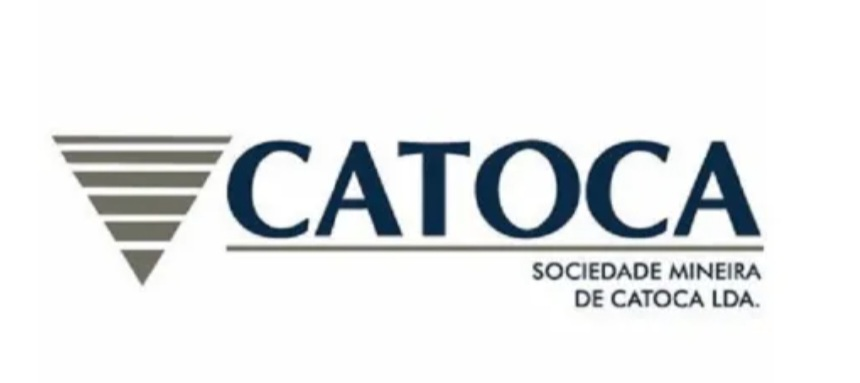 CATOCA
SOCIEDADE MINEIRA
DE CATOCA LDA.